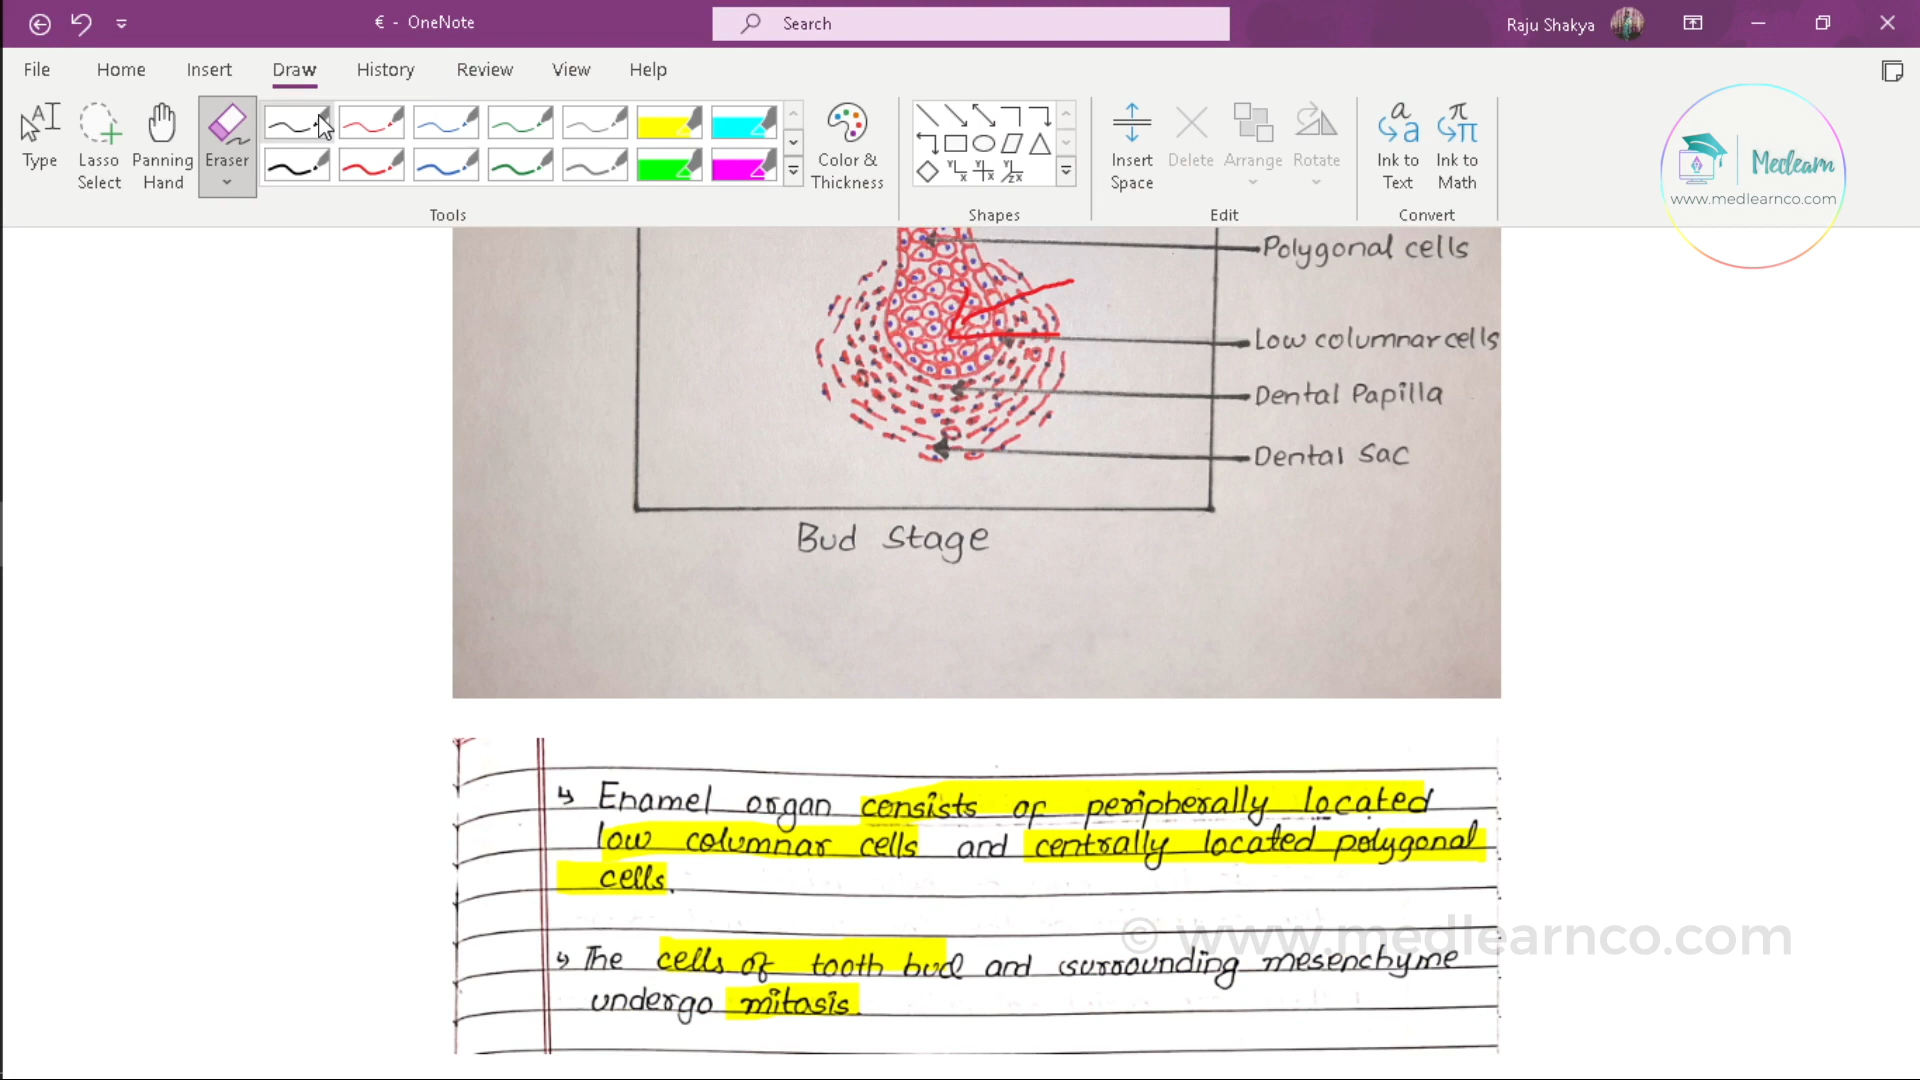 € - OneNote
Search
Raju Shakya
File Home Insert Draw History Review View Help
Type
Lasso Select
Panning Hand
Eraser
Color & Thickness
Insert Space
Delete
Arrange
Rotate
Ink to Text
Ink to Math
Tools
Shapes
Edit
Convert
Medlearn
www.medlearnco.com
Polygonal cells
Low columnar cells
Dental Papilla
Dental Sac
Bud Stage
↳ Enamel organ consists of peripherally located
low columnar cells and centrally located polygonal
cells.
© www.medlearnco.com
↳ The cells of tooth bud and surrounding mesenchyme
undergo mitasis.